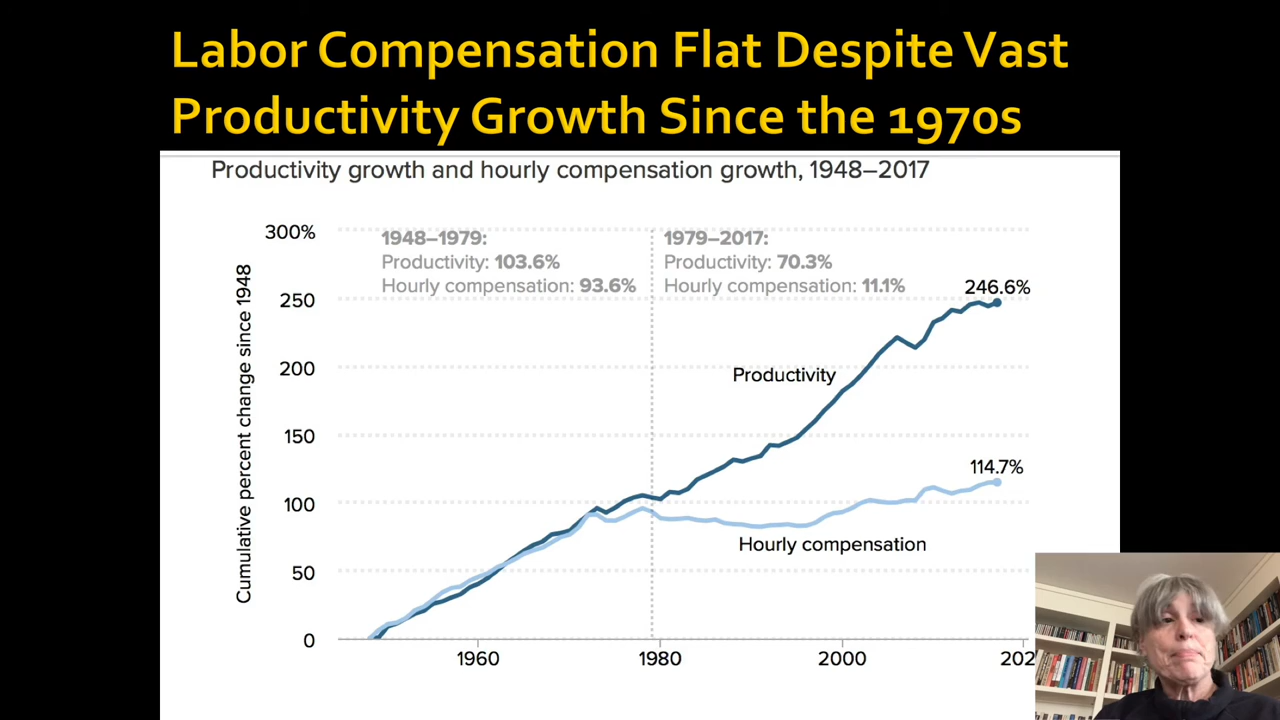 Labor Compensation Flat Despite Vast
Productivity Growth Since the 1970s
Productivity growth and hourly compensation growth, 1948–2017
Cumulative percent change since 1948
300%
250
200
150
100
50
0
1948–1979:
Productivity: 103.6%
Hourly compensation: 93.6%
1979–2017:
Productivity: 70.3%
Hourly compensation: 11.1%
246.6%
Productivity
114.7%
Hourly compensation
1960
1980
2000
202